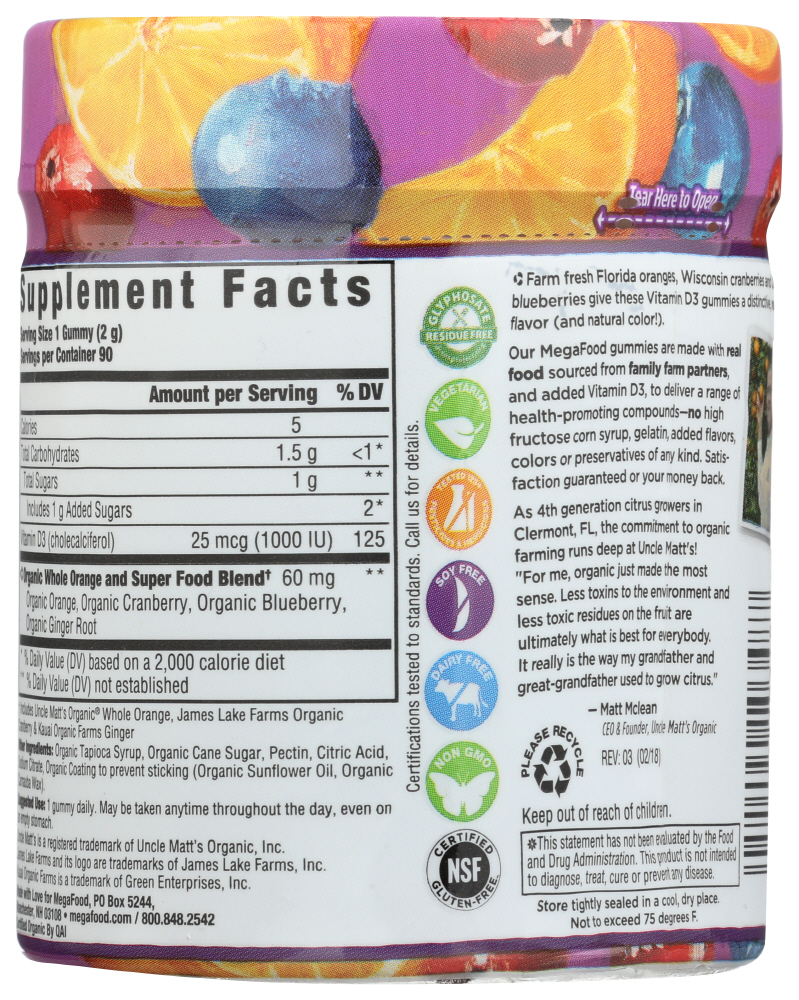 Tear Here to Open
Supplement Facts
Serving Size 1 Gummy (2 g)
Servings per Container 90
Amount per Serving % DV
Calories 5
Total Carbohydrates 1.5 g <1*
Total Sugars 1 g **
Includes 1 g Added Sugars 2*
Vitamin D3 (cholecalciferol) 25 mcg (1000 IU) 125
Organic Whole Orange and Super Food Blend† 60 mg **
Organic Orange, Organic Cranberry, Organic Blueberry,
Organic Ginger Root
* % Daily Value (DV) based on a 2,000 calorie diet
** % Daily Value (DV) not established
Includes Uncle Matt's Organic® Whole Orange, James Lake Farms Organic
Cranberry & Kauai Organic Farms Ginger
Other Ingredients: Organic Tapioca Syrup, Organic Cane Sugar, Pectin, Citric Acid,
Sodium Citrate, Organic Coating to prevent sticking (Organic Sunflower Oil, Organic
Carnauba Wax).
Suggested Use: 1 gummy daily. May be taken anytime throughout the day, even on
an empty stomach.
Uncle Matt's is a registered trademark of Uncle Matt's Organic, Inc.
James Lake Farms and its logo are trademarks of James Lake Farms, Inc.
Kauai Organic Farms is a trademark of Green Enterprises, Inc.
Made with Love for MegaFood, PO Box 5244,
Manchester, NH 03108 • megafood.com / 800.848.2542
Certified Organic By QAI
Certifications tested to standards. Call us for details.
GLYPHOSATE
RESIDUE FREE
VEGETARIAN
TESTED 125+
PESTICIDES & HERBICIDES
SOY FREE
DAIRY FREE
NON GMO
CERTIFIED
NSF
GLUTEN-FREE
Farm fresh Florida oranges, Wisconsin cranberries and
blueberries give these Vitamin D3 gummies a distinctive,
flavor (and natural color!).
Our MegaFood gummies are made with real
food sourced from family farm partners,
and added Vitamin D3, to deliver a range of
health-promoting compounds—no high
fructose corn syrup, gelatin, added flavors,
colors or preservatives of any kind. Satis-
faction guaranteed or your money back.
As 4th generation citrus growers in
Clermont, FL, the commitment to organic
farming runs deep at Uncle Matt's!
"For me, organic just made the most
sense. Less toxins to the environment and
less toxic residues on the fruit are
ultimately what is best for everybody.
It really is the way my grandfather and
great-grandfather used to grow citrus."
— Matt Mclean
CEO & Founder, Uncle Matt's Organic
PLEASE RECYCLE
REV: 03 (02/18)
Keep out of reach of children.
*This statement has not been evaluated by the Food
and Drug Administration. This product is not intended
to diagnose, treat, cure or prevent any disease.
Store tightly sealed in a cool, dry place.
Not to exceed 75 degrees F.